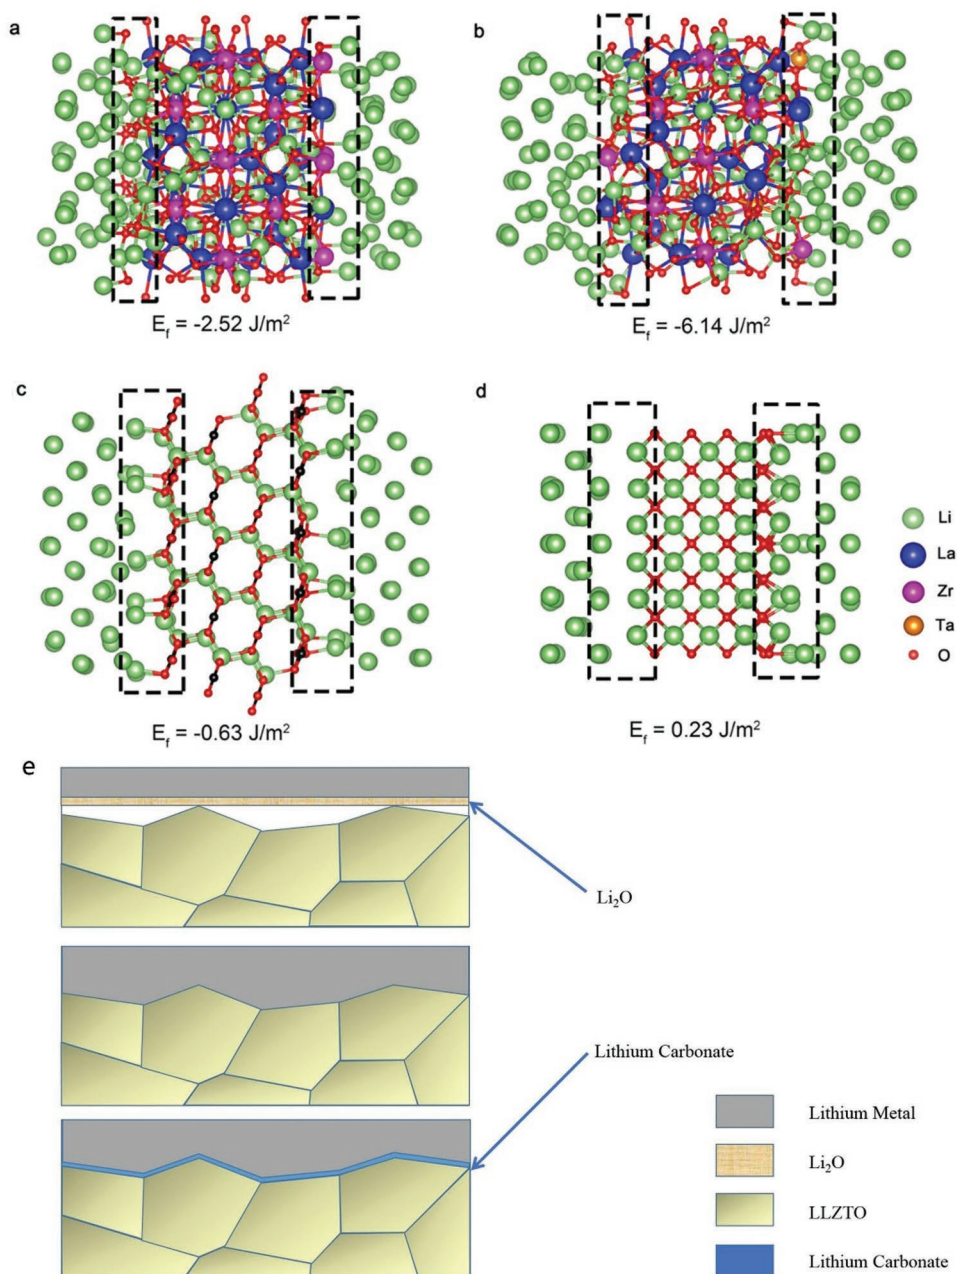 a
b
E_f = -2.52 J/m²
E_f = -6.14 J/m²
c
d
Li
La
Zr
Ta
O
E_f = -0.63 J/m²
E_f = 0.23 J/m²
e
Li₂O
Lithium Carbonate
Lithium Metal
Li₂O
LLZTO
Lithium Carbonate